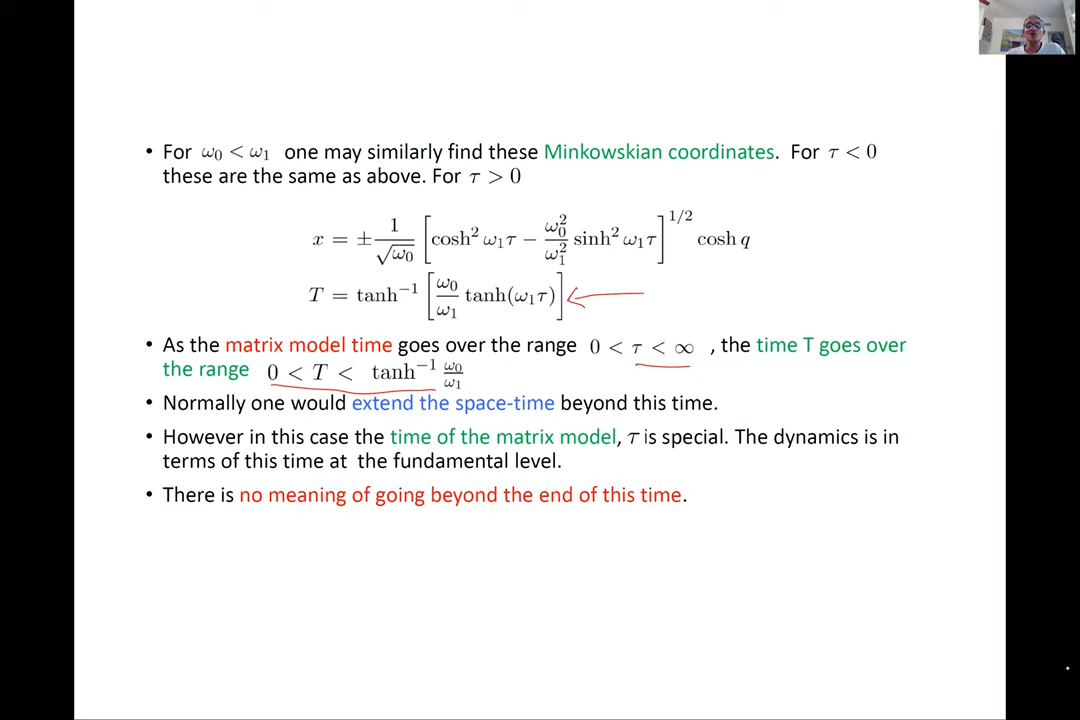 • For ω₀ < ω₁ one may similarly find these Minkowskian coordinates. For τ < 0
these are the same as above. For τ > 0
x = ± 1/√ω₀ [cosh² ω₁τ − ω₀²/ω₁² sinh² ω₁τ]^{1/2} cosh q
T = tanh⁻¹ [ω₀/ω₁ tanh(ω₁τ)]
• As the matrix model time goes over the range 0 < τ < ∞ , the time T goes over
the range 0 < T < tanh⁻¹ ω₀/ω₁
• Normally one would extend the space-time beyond this time.
• However in this case the time of the matrix model, τ is special. The dynamics is in
terms of this time at the fundamental level.
• There is no meaning of going beyond the end of this time.